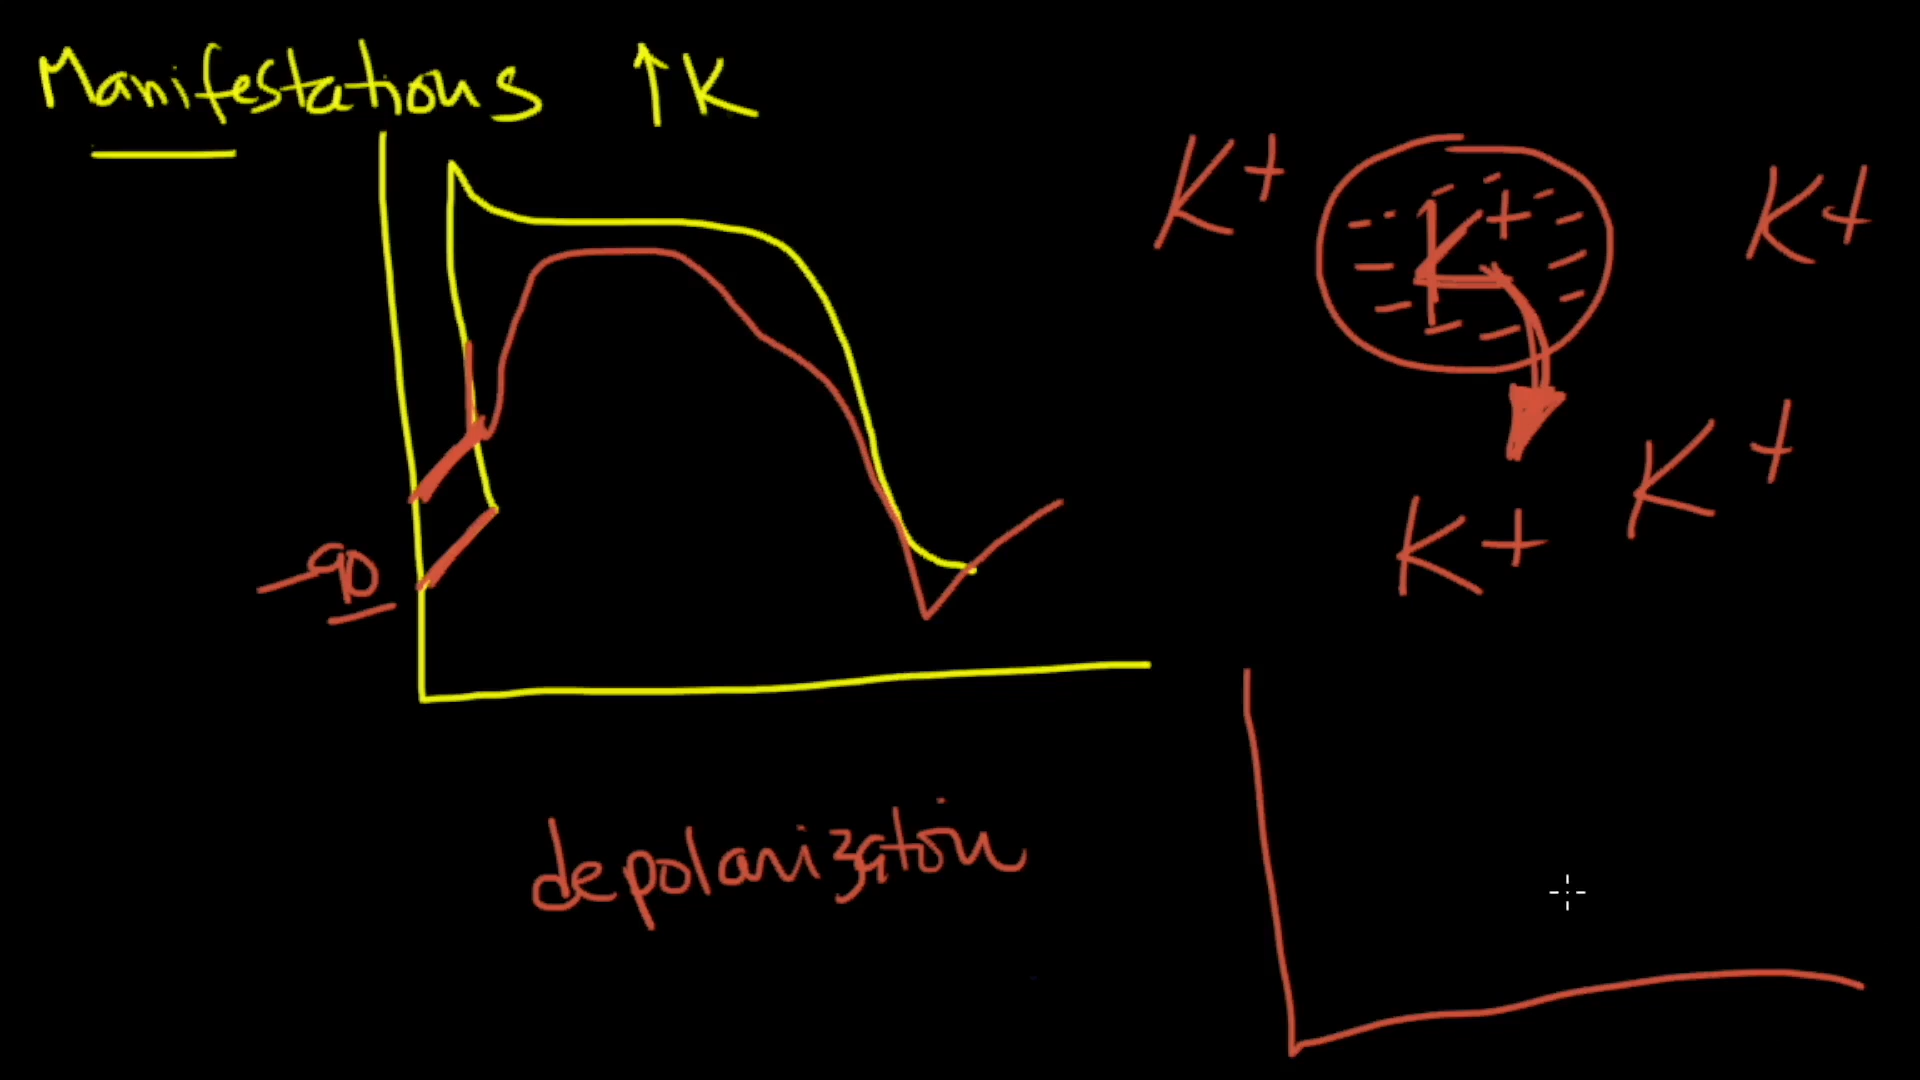 Manifestations ↑K
K+ K+ K+
K+
K+
-90
depolarization